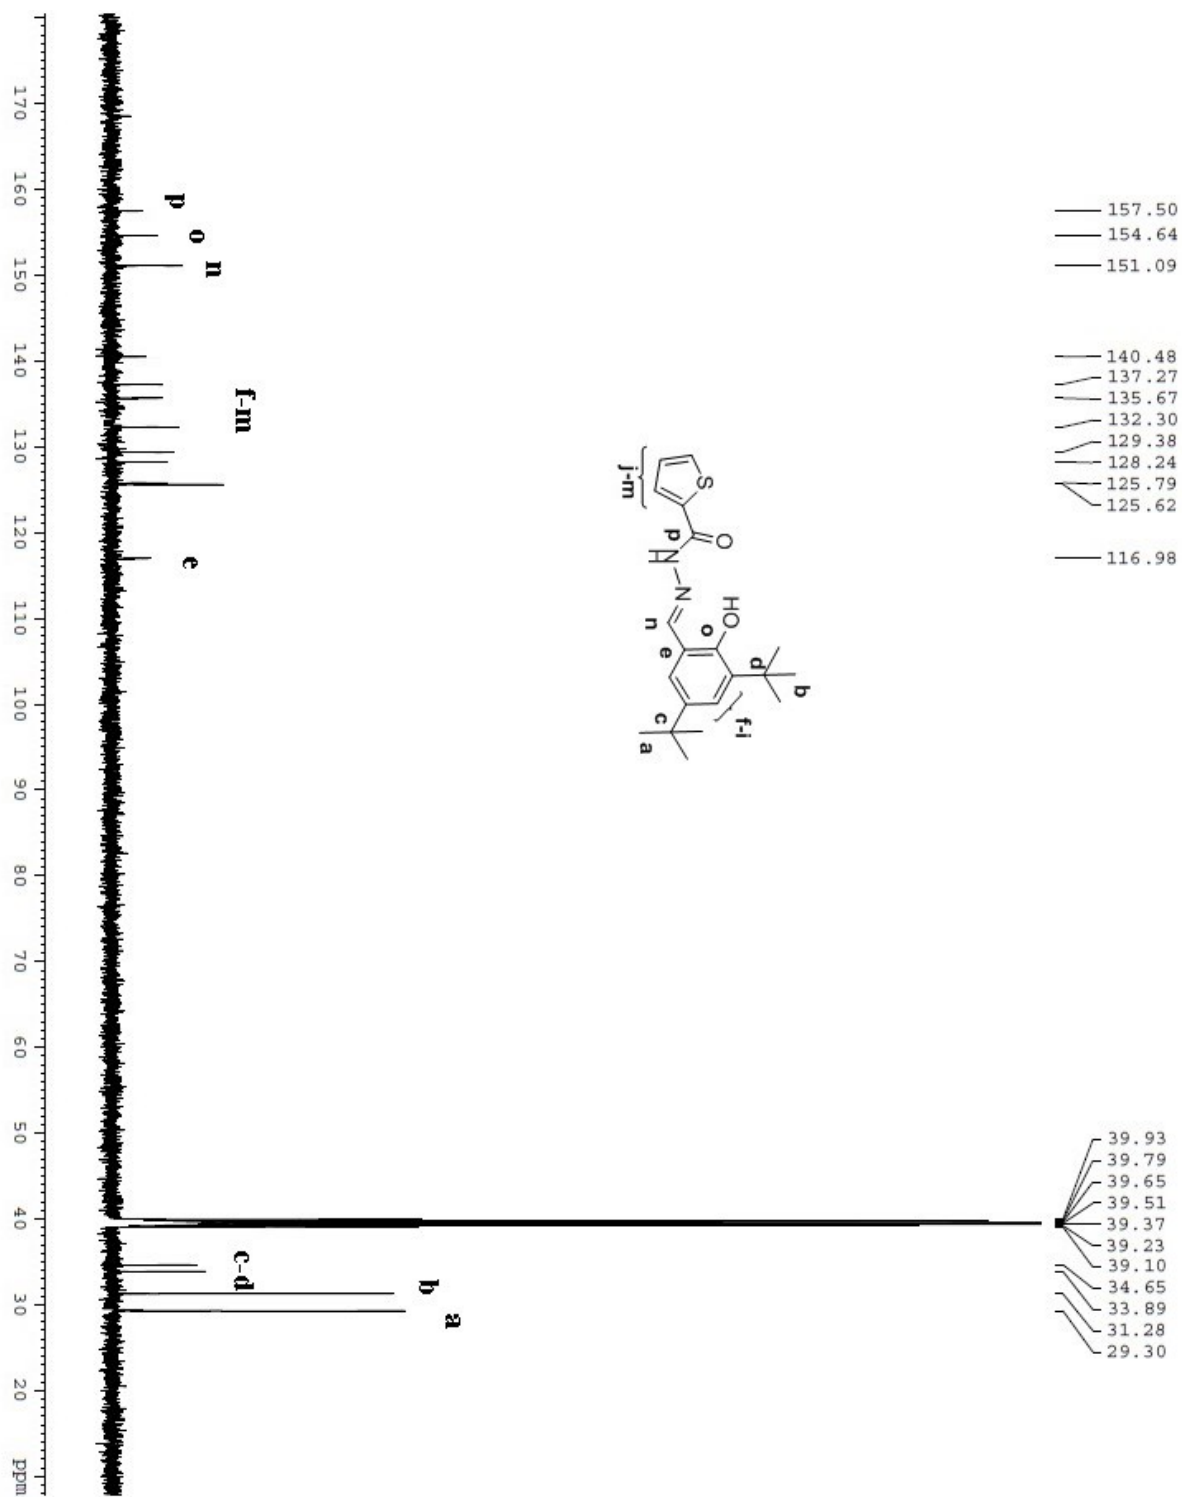 157.50
154.64
151.09
140.48
137.27
135.67
132.30
129.38
128.24
125.79
125.62
116.98
39.93
39.79
39.65
39.51
39.37
39.23
39.10
34.65
33.89
31.28
29.30
S
O
N
H
N
HO
j-m
p
n
o
e
d
b
f-i
c
a
p
o
n
f-m
e
c-d
b
a
170 160 150 140 130 120 110 100 90 80 70 60 50 40 30 20 ppm